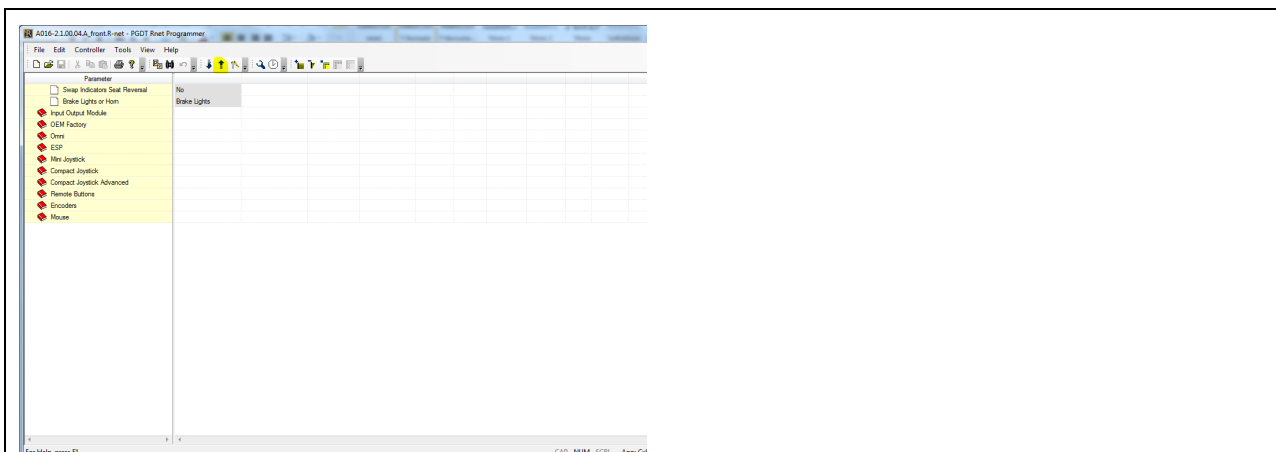 A016-2.1.00.04.A_front.R-net - PGDT Rnet Programmer
File Edit Controller Tools View Help
Parameter
Swap Indicators Seat Reversal No
Brake Lights or Horn Brake Lights
Input Output Module
OEM Factory
Omni
ESP
Mini Joystick
Compact Joystick
Compact Joystick Advanced
Remote Buttons
Encoders
Mouse
For Help, press F1
CAP NUM SCRL